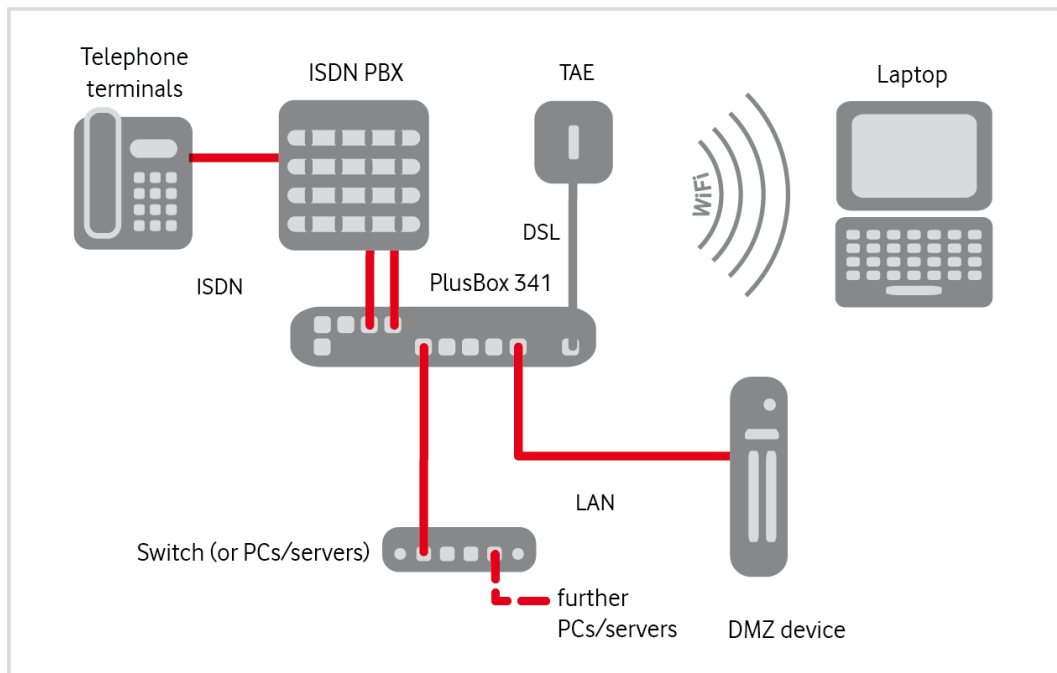 Telephone
terminals
ISDN PBX
TAE
Laptop
WiFi
DSL
ISDN
PlusBox 341
LAN
Switch (or PCs/servers)
further
PCs/servers
DMZ device